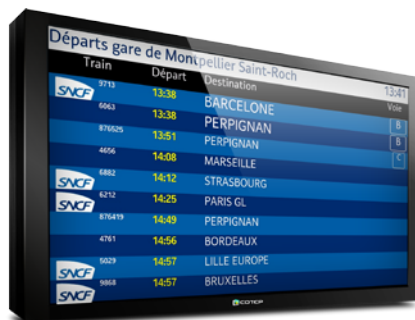 Départs gare de Montpellier Saint-Roch 13:41
Train Départ Destination Voie
SNCF 9713 13:38 BARCELONE
6063 13:38 PERPIGNAN B
876525 13:51 PERPIGNAN B
4656 14:08 MARSEILLE C
SNCF 6882 14:12 STRASBOURG
SNCF 6212 14:25 PARIS GL
876419 14:49 PERPIGNAN
4761 14:56 BORDEAUX
SNCF 5029 14:57 LILLE EUROPE
SNCF 9868 14:57 BRUXELLES